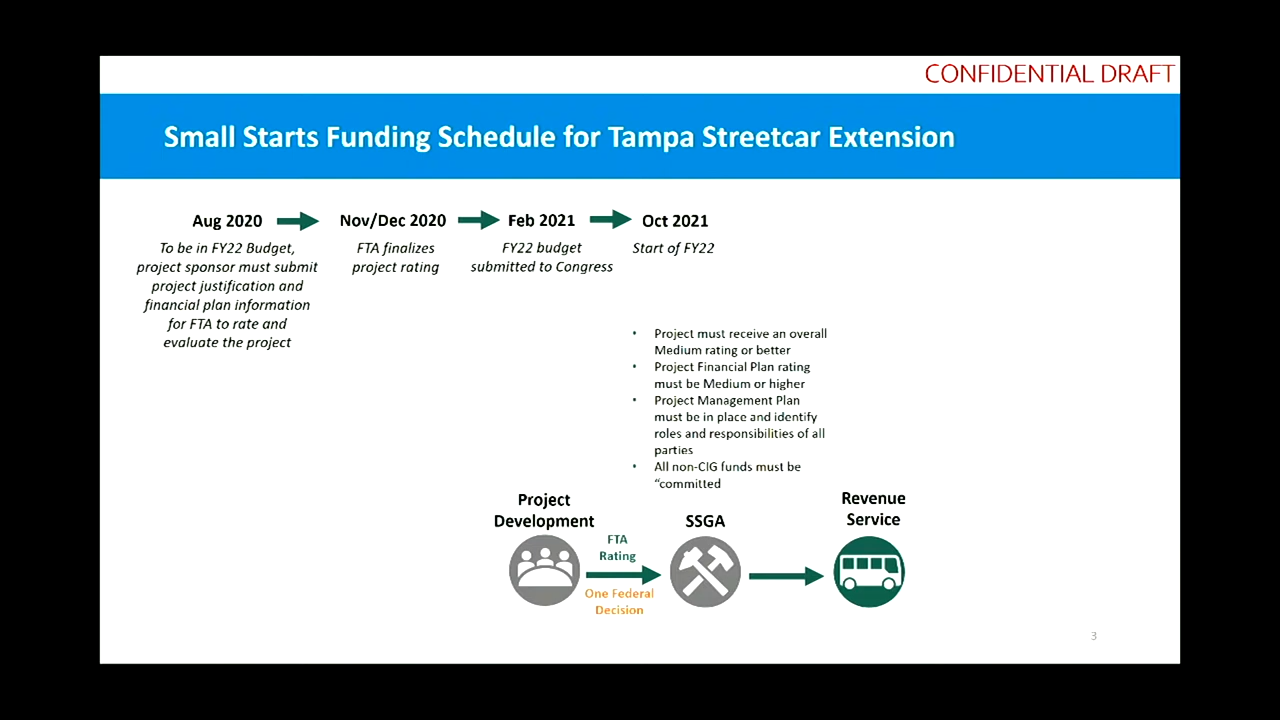 CONFIDENTIAL DRAFT
Small Starts Funding Schedule for Tampa Streetcar Extension
Aug 2020
To be in FY22 Budget,
project sponsor must submit
project justification and
financial plan information
for FTA to rate and
evaluate the project
Nov/Dec 2020
FTA finalizes
project rating
Feb 2021
FY22 budget
submitted to Congress
Oct 2021
Start of FY22
• Project must receive an overall
Medium rating or better
• Project Financial Plan rating
must be Medium or higher
• Project Management Plan
must be in place and identify
roles and responsibilities of all
parties
• All non-CIG funds must be
“committed
Project
Development
FTA
Rating
One Federal
Decision
SSGA
Revenue
Service
3